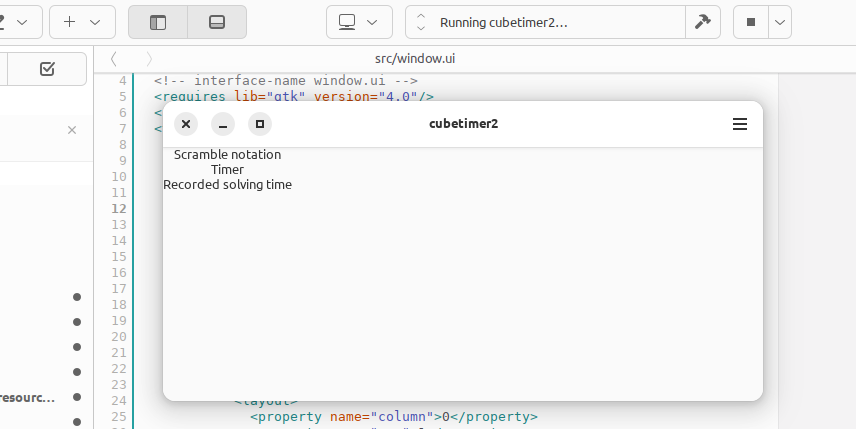 Running cubetimer2...
src/window.ui
4 <!-- interface-name window.ui -->
5 <requires lib="gtk" version="4.0"/>
6 <
7 <
8
9
10
11
12
13
14
15
16
17
18
19
20
21
22
23
24 <layout>
25 <property name="column">0</property>
cubetimer2
Scramble notation
Timer
Recorded solving time
resourc...